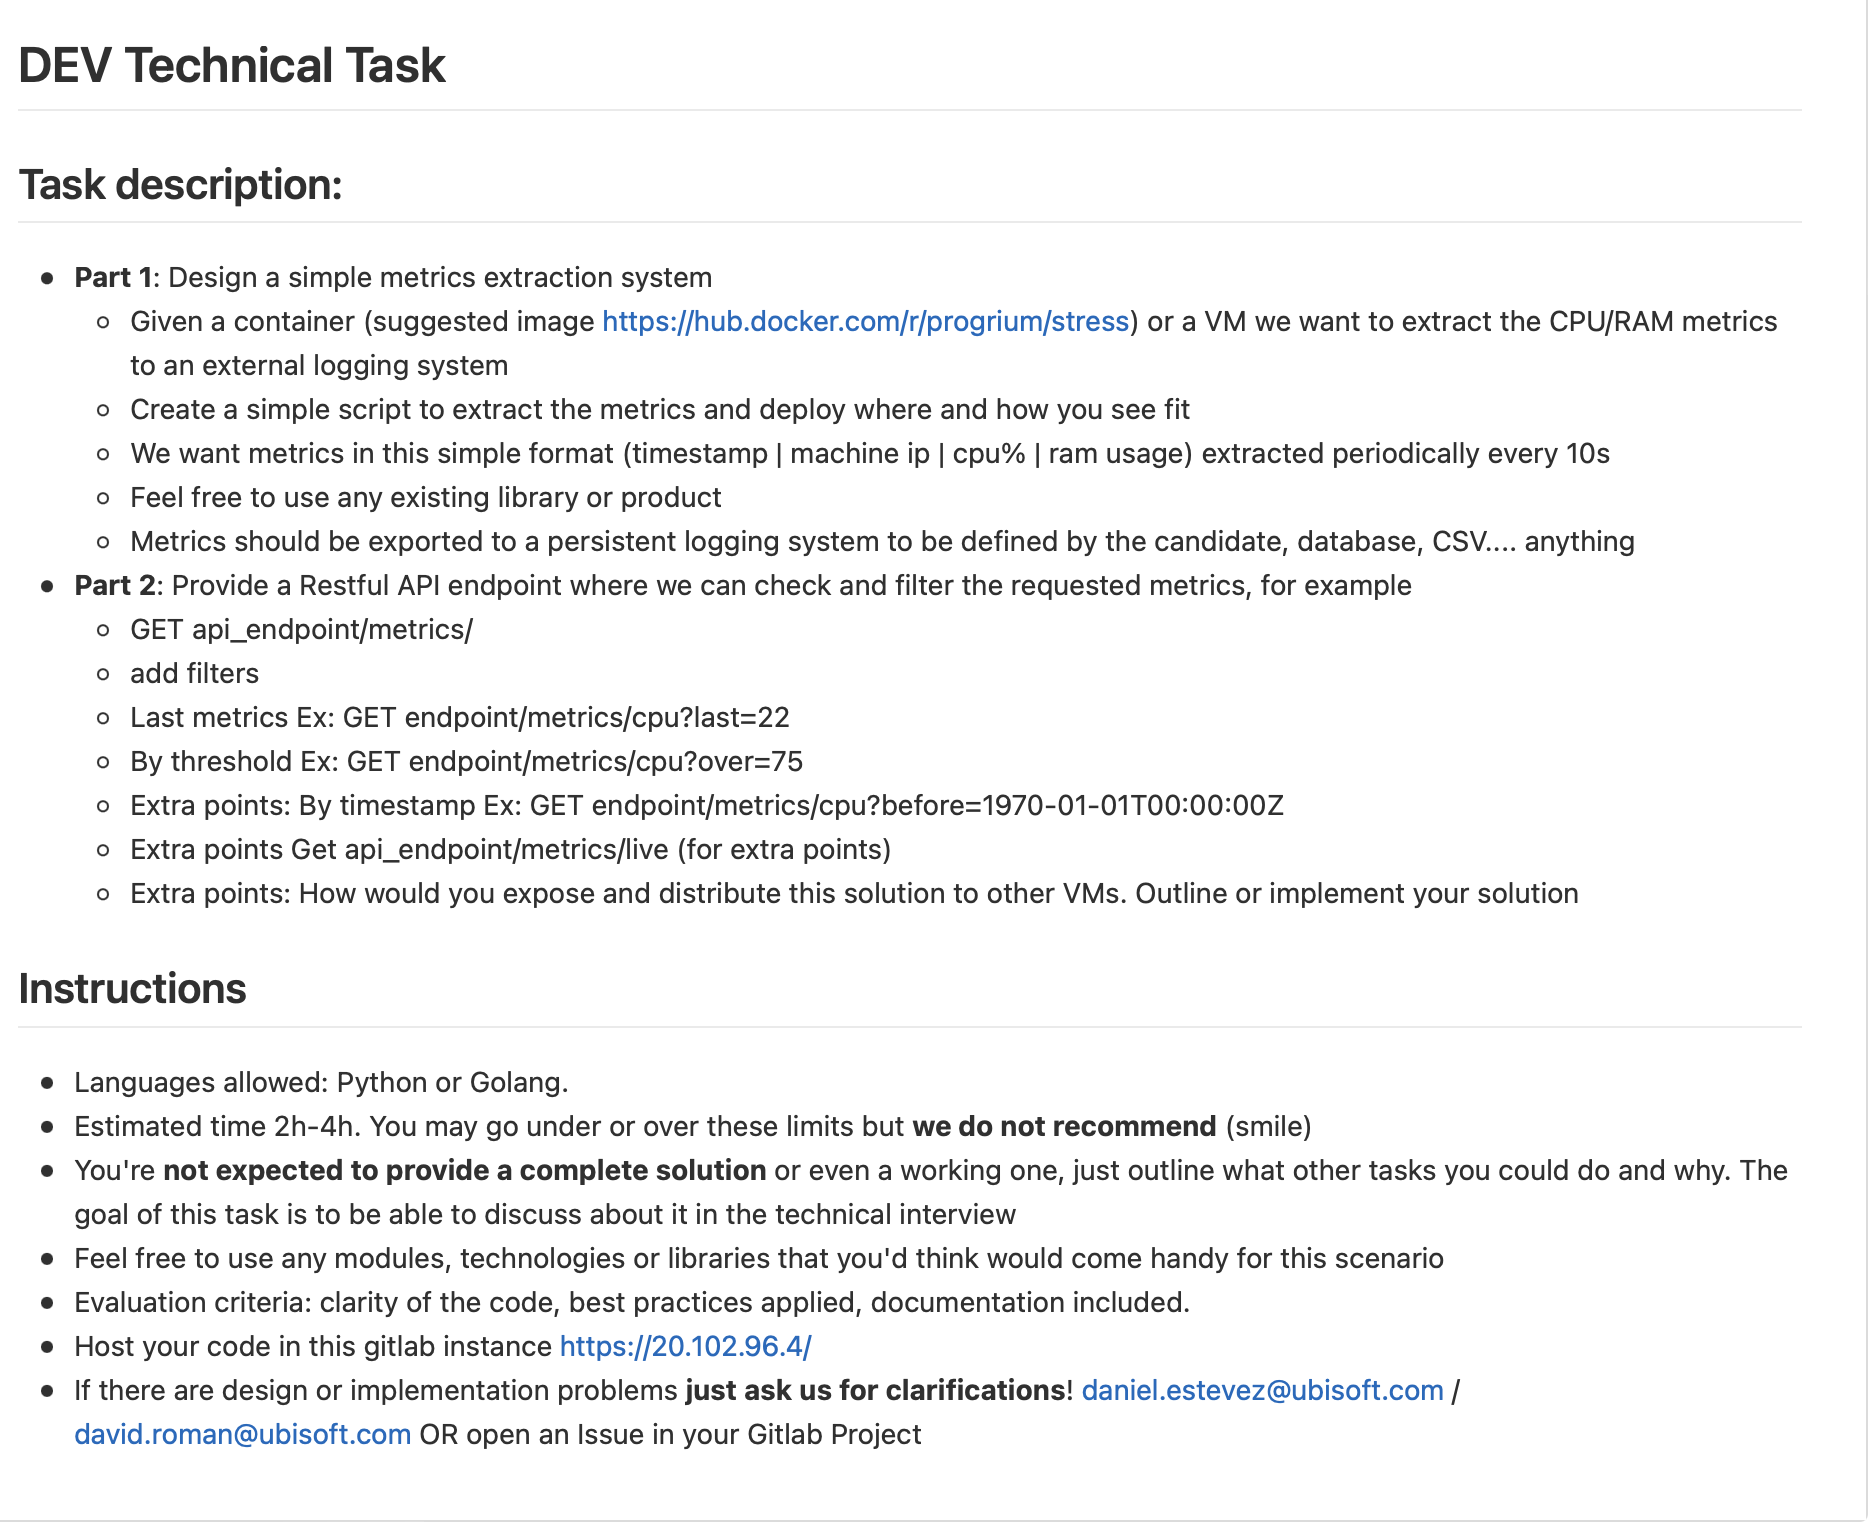 DEV Technical Task
Task description:
Part 1: Design a simple metrics extraction system
Given a container (suggested image https://hub.docker.com/r/progrium/stress) or a VM we want to extract the CPU/RAM metrics
to an external logging system
Create a simple script to extract the metrics and deploy where and how you see fit
We want metrics in this simple format (timestamp | machine ip | cpu% | ram usage) extracted periodically every 10s
Feel free to use any existing library or product
Metrics should be exported to a persistent logging system to be defined by the candidate, database, CSV.... anything
Part 2: Provide a Restful API endpoint where we can check and filter the requested metrics, for example
GET api_endpoint/metrics/
add filters
Last metrics Ex: GET endpoint/metrics/cpu?last=22
By threshold Ex: GET endpoint/metrics/cpu?over=75
Extra points: By timestamp Ex: GET endpoint/metrics/cpu?before=1970-01-01T00:00:00Z
Extra points Get api_endpoint/metrics/live (for extra points)
Extra points: How would you expose and distribute this solution to other VMs. Outline or implement your solution
Instructions
Languages allowed: Python or Golang.
Estimated time 2h-4h. You may go under or over these limits but we do not recommend (smile)
You're not expected to provide a complete solution or even a working one, just outline what other tasks you could do and why. The
goal of this task is to be able to discuss about it in the technical interview
Feel free to use any modules, technologies or libraries that you'd think would come handy for this scenario
Evaluation criteria: clarity of the code, best practices applied, documentation included.
Host your code in this gitlab instance https://20.102.96.4/
If there are design or implementation problems just ask us for clarifications! daniel.estevez@ubisoft.com /
david.roman@ubisoft.com OR open an Issue in your Gitlab Project